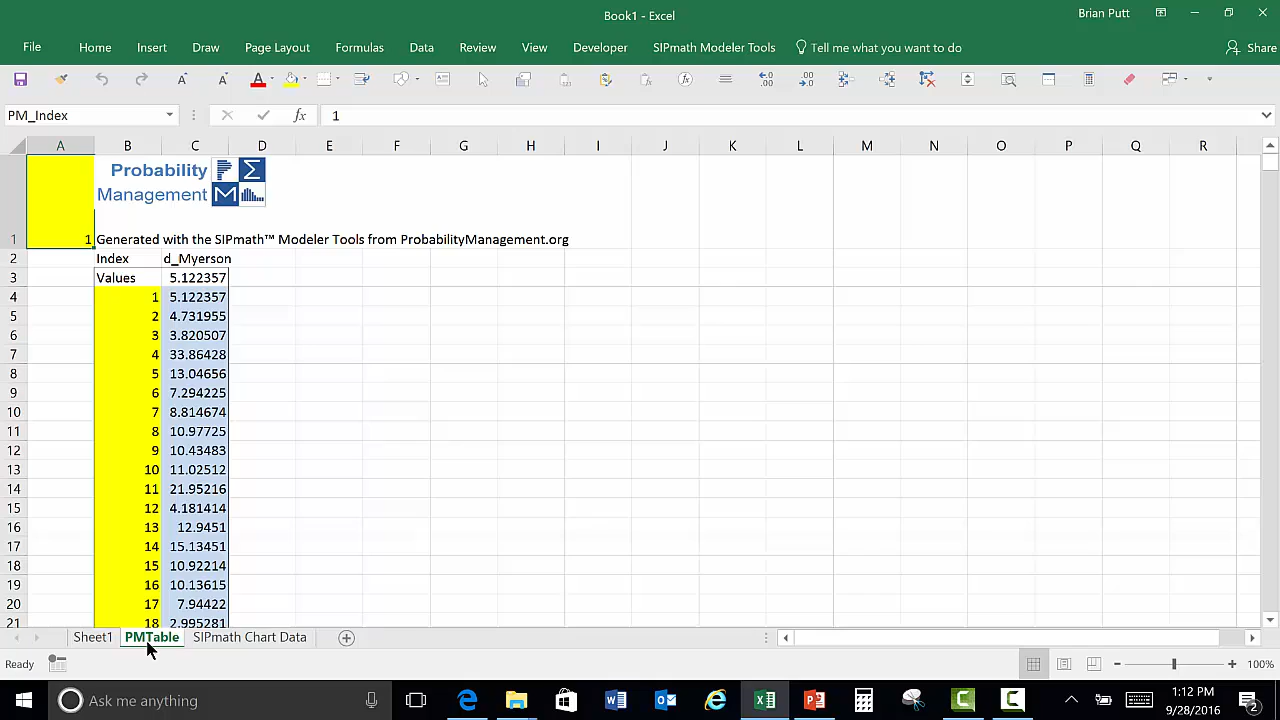 Book1 - Excel
Brian Putt
File Home Insert Draw Page Layout Formulas Data Review View Developer SIPmath Modeler Tools Tell me what you want to do Share
PM_Index
fx
1
A B C D E F G H I J K L M N O P Q R
Probability
Management
1 1 Generated with the SIPmath™ Modeler Tools from ProbabilityManagement.org
2 Index d_Myerson
3 Values 5.122357
4 1 5.122357
5 2 4.731955
6 3 3.820507
7 4 33.86428
8 5 13.04656
9 6 7.294225
10 7 8.814674
11 8 10.97725
12 9 10.43483
13 10 11.02512
14 11 21.95216
15 12 4.181414
16 13 12.9451
17 14 15.13451
18 15 10.92214
19 16 10.13615
20 17 7.94422
21 18 2.995281
Sheet1 PMTable SIPmath Chart Data
Ready
100%
Ask me anything
1:12 PM
9/28/2016
2